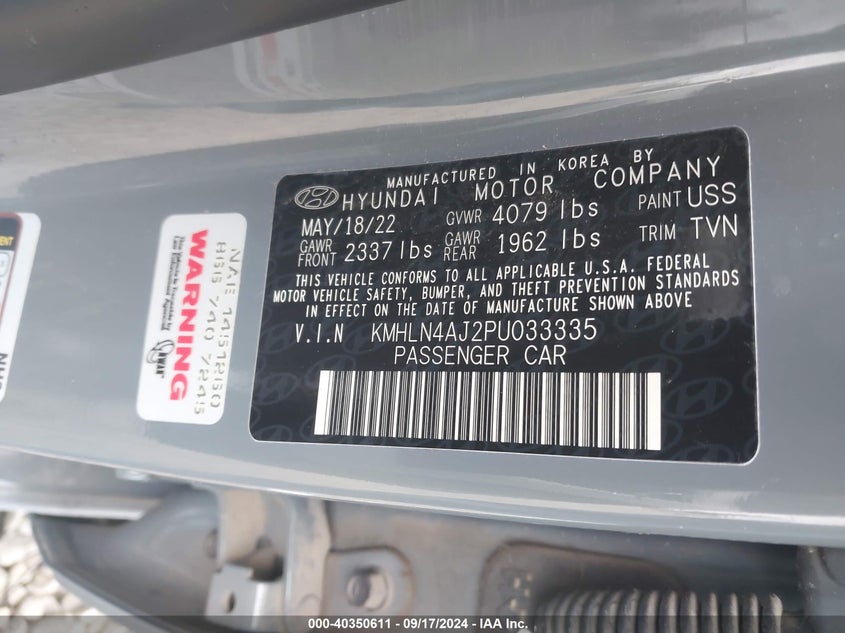 MANUFACTURED IN KOREA BY
HYUNDAI MOTOR COMPANY
MAY/18/22 GVWR 4079 lbs PAINT USS
GAWR FRONT 2337 lbs GAWR REAR 1962 lbs TRIM TVN
THIS VEHICLE CONFORMS TO ALL APPLICABLE U.S.A. FEDERAL
MOTOR VEHICLE SAFETY, BUMPER, AND THEFT PREVENTION STANDARDS
IN EFFECT ON THE DATE OF MANUFACTURE SHOWN ABOVE.
V.I.N KMHLN4AJ2PU033335
PASSENGER CAR
WARNING
000-40350611 - 09/17/2024 - IAAI.COM